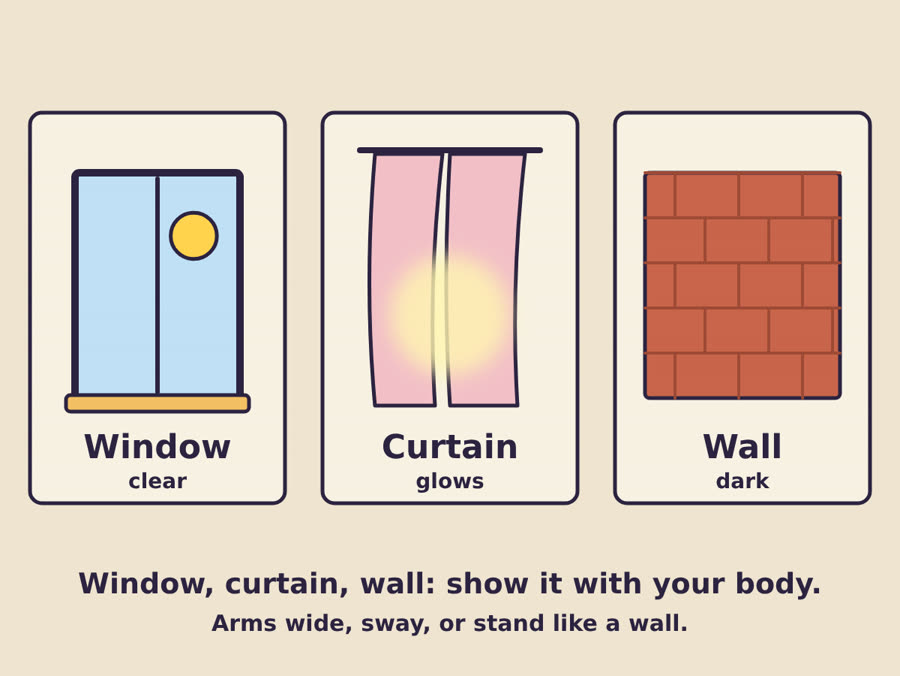 Window
clear
Curtain
glows
Wall
dark
Window, curtain, wall: show it with your body.
Arms wide, sway, or stand like a wall.